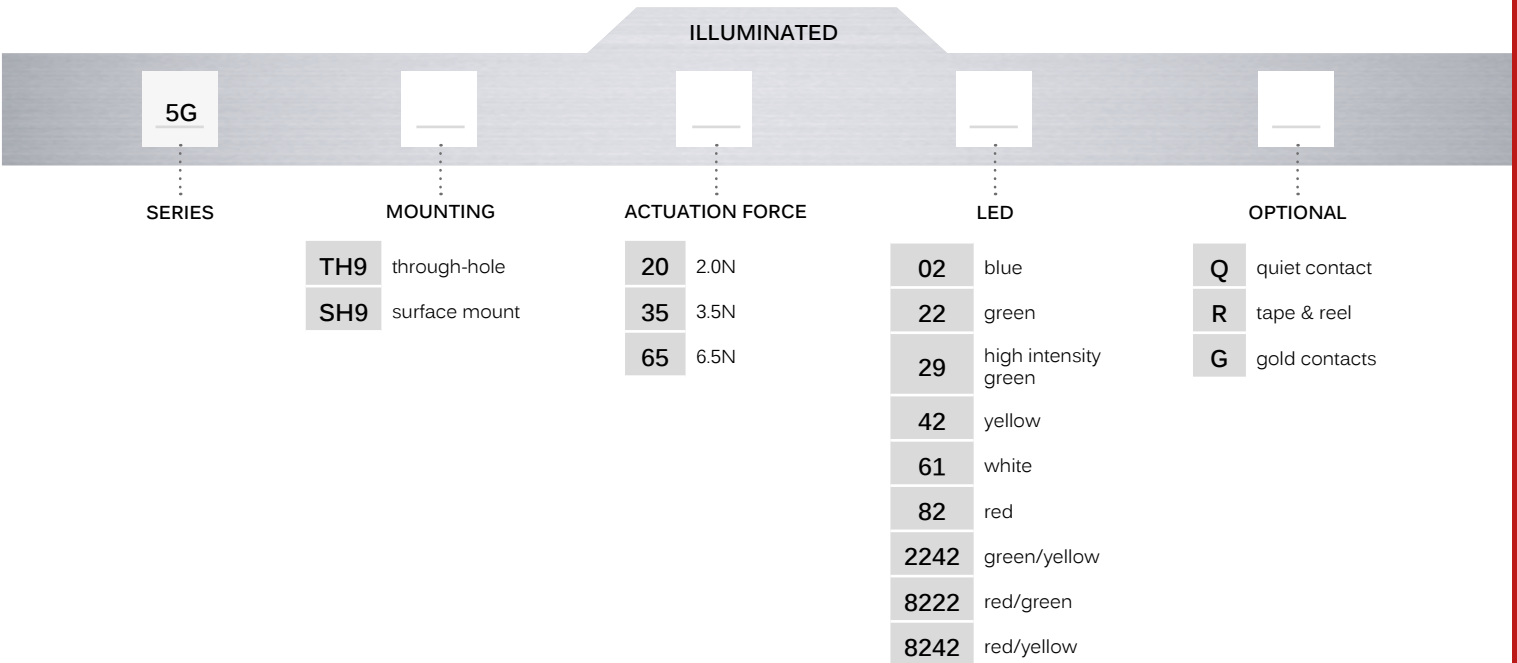 ILLUMINATED
5G
SERIES
MOUNTING
TH9 through-hole
SH9 surface mount
ACTUATION FORCE
20 2.0N
35 3.5N
65 6.5N
LED
02 blue
22 green
29 high intensity
green
42 yellow
61 white
82 red
2242 green/yellow
8222 red/green
8242 red/yellow
OPTIONAL
Q quiet contact
R tape & reel
G gold contacts